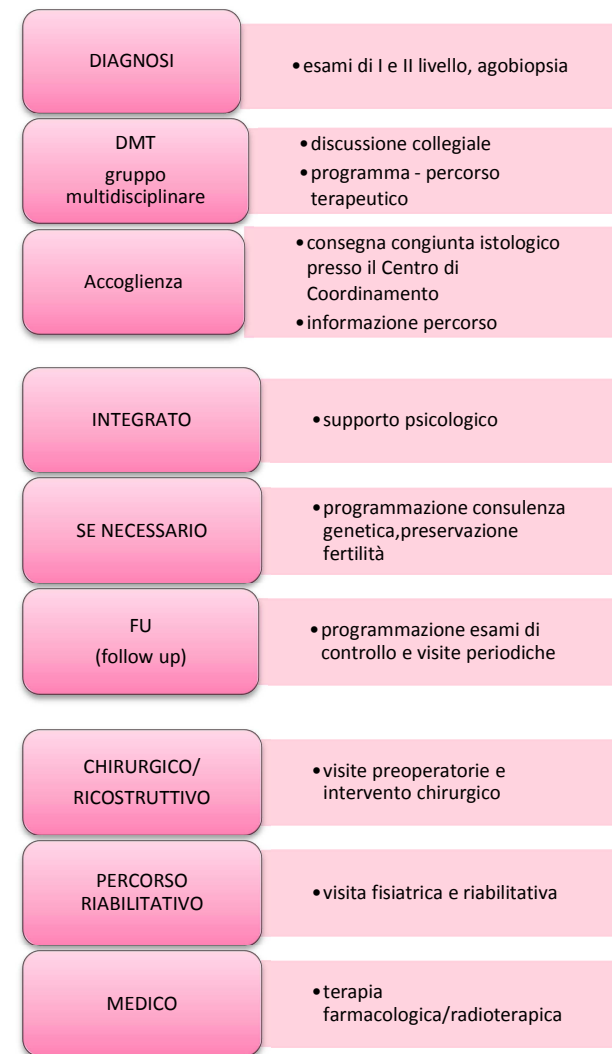 DIAGNOSI
•esami di I e II livello, agobiopsia
DMT
gruppo
multidisciplinare
•discussione collegiale
•programma - percorso
terapeutico
Accoglienza
•consegna congiunta istologico
presso il Centro di
Coordinamento
•informazione percorso
INTEGRATO
•supporto psicologico
SE NECESSARIO
•programmazione consulenza
genetica,preservazione
fertilità
FU
(follow up)
•programmazione esami di
controllo e visite periodiche
CHIRURGICO/
RICOSTRUTTIVO
•visite preoperatorie e
intervento chirurgico
PERCORSO
RIABILITATIVO
•visita fisiatrica e riabilitativa
MEDICO
•terapia
farmacologica/radioterapica